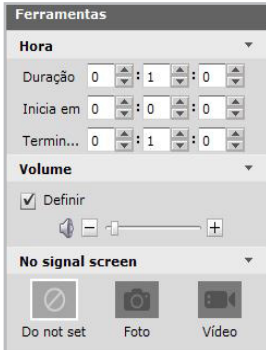 Ferramentas
Hora
Duração 0 : 1 : 0
Inicia em 0 : 0 : 0
Termin... 0 : 1 : 0
Volume
Definir
No signal screen
Do not set Foto Vídeo